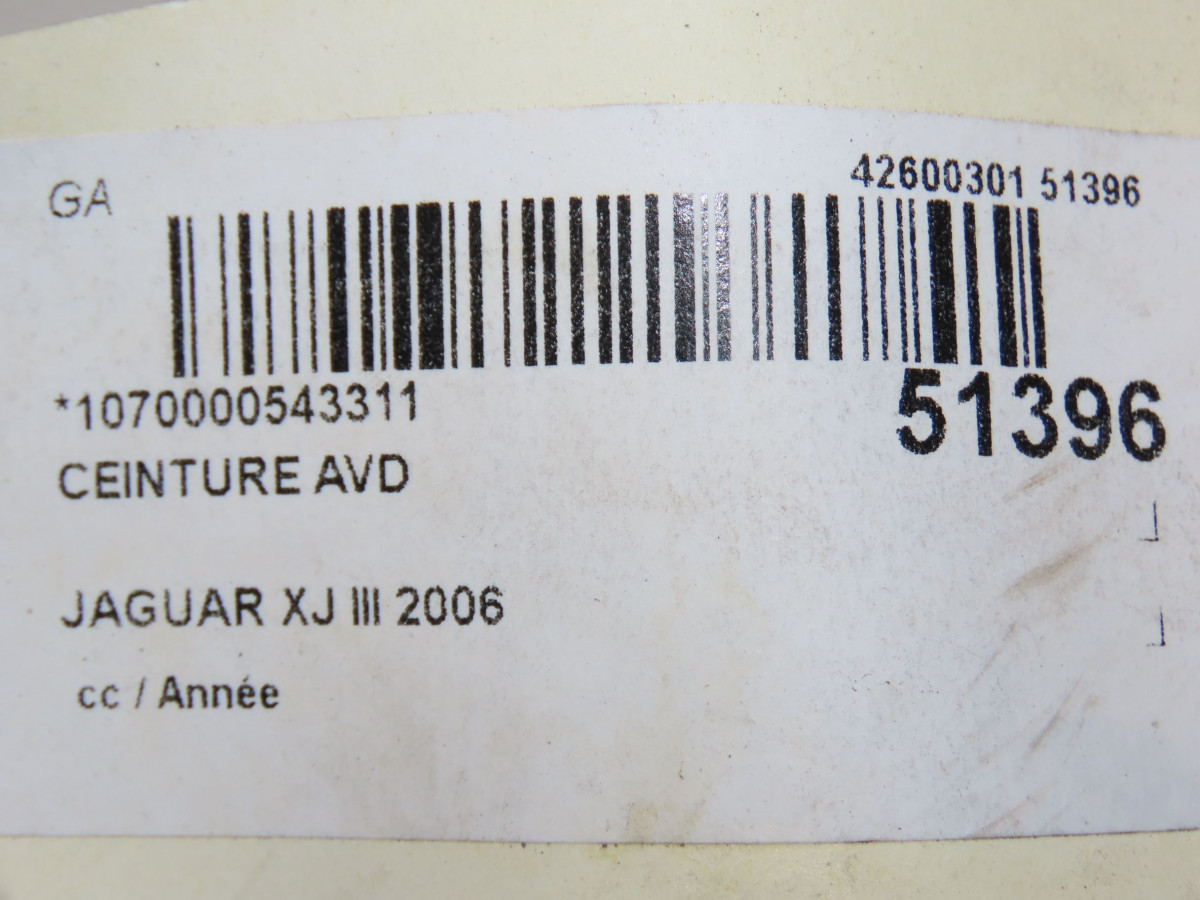 GA
42600301 51396
*1070000543311
51396
CEINTURE AVD
JAGUAR XJ III 2006
cc / Année